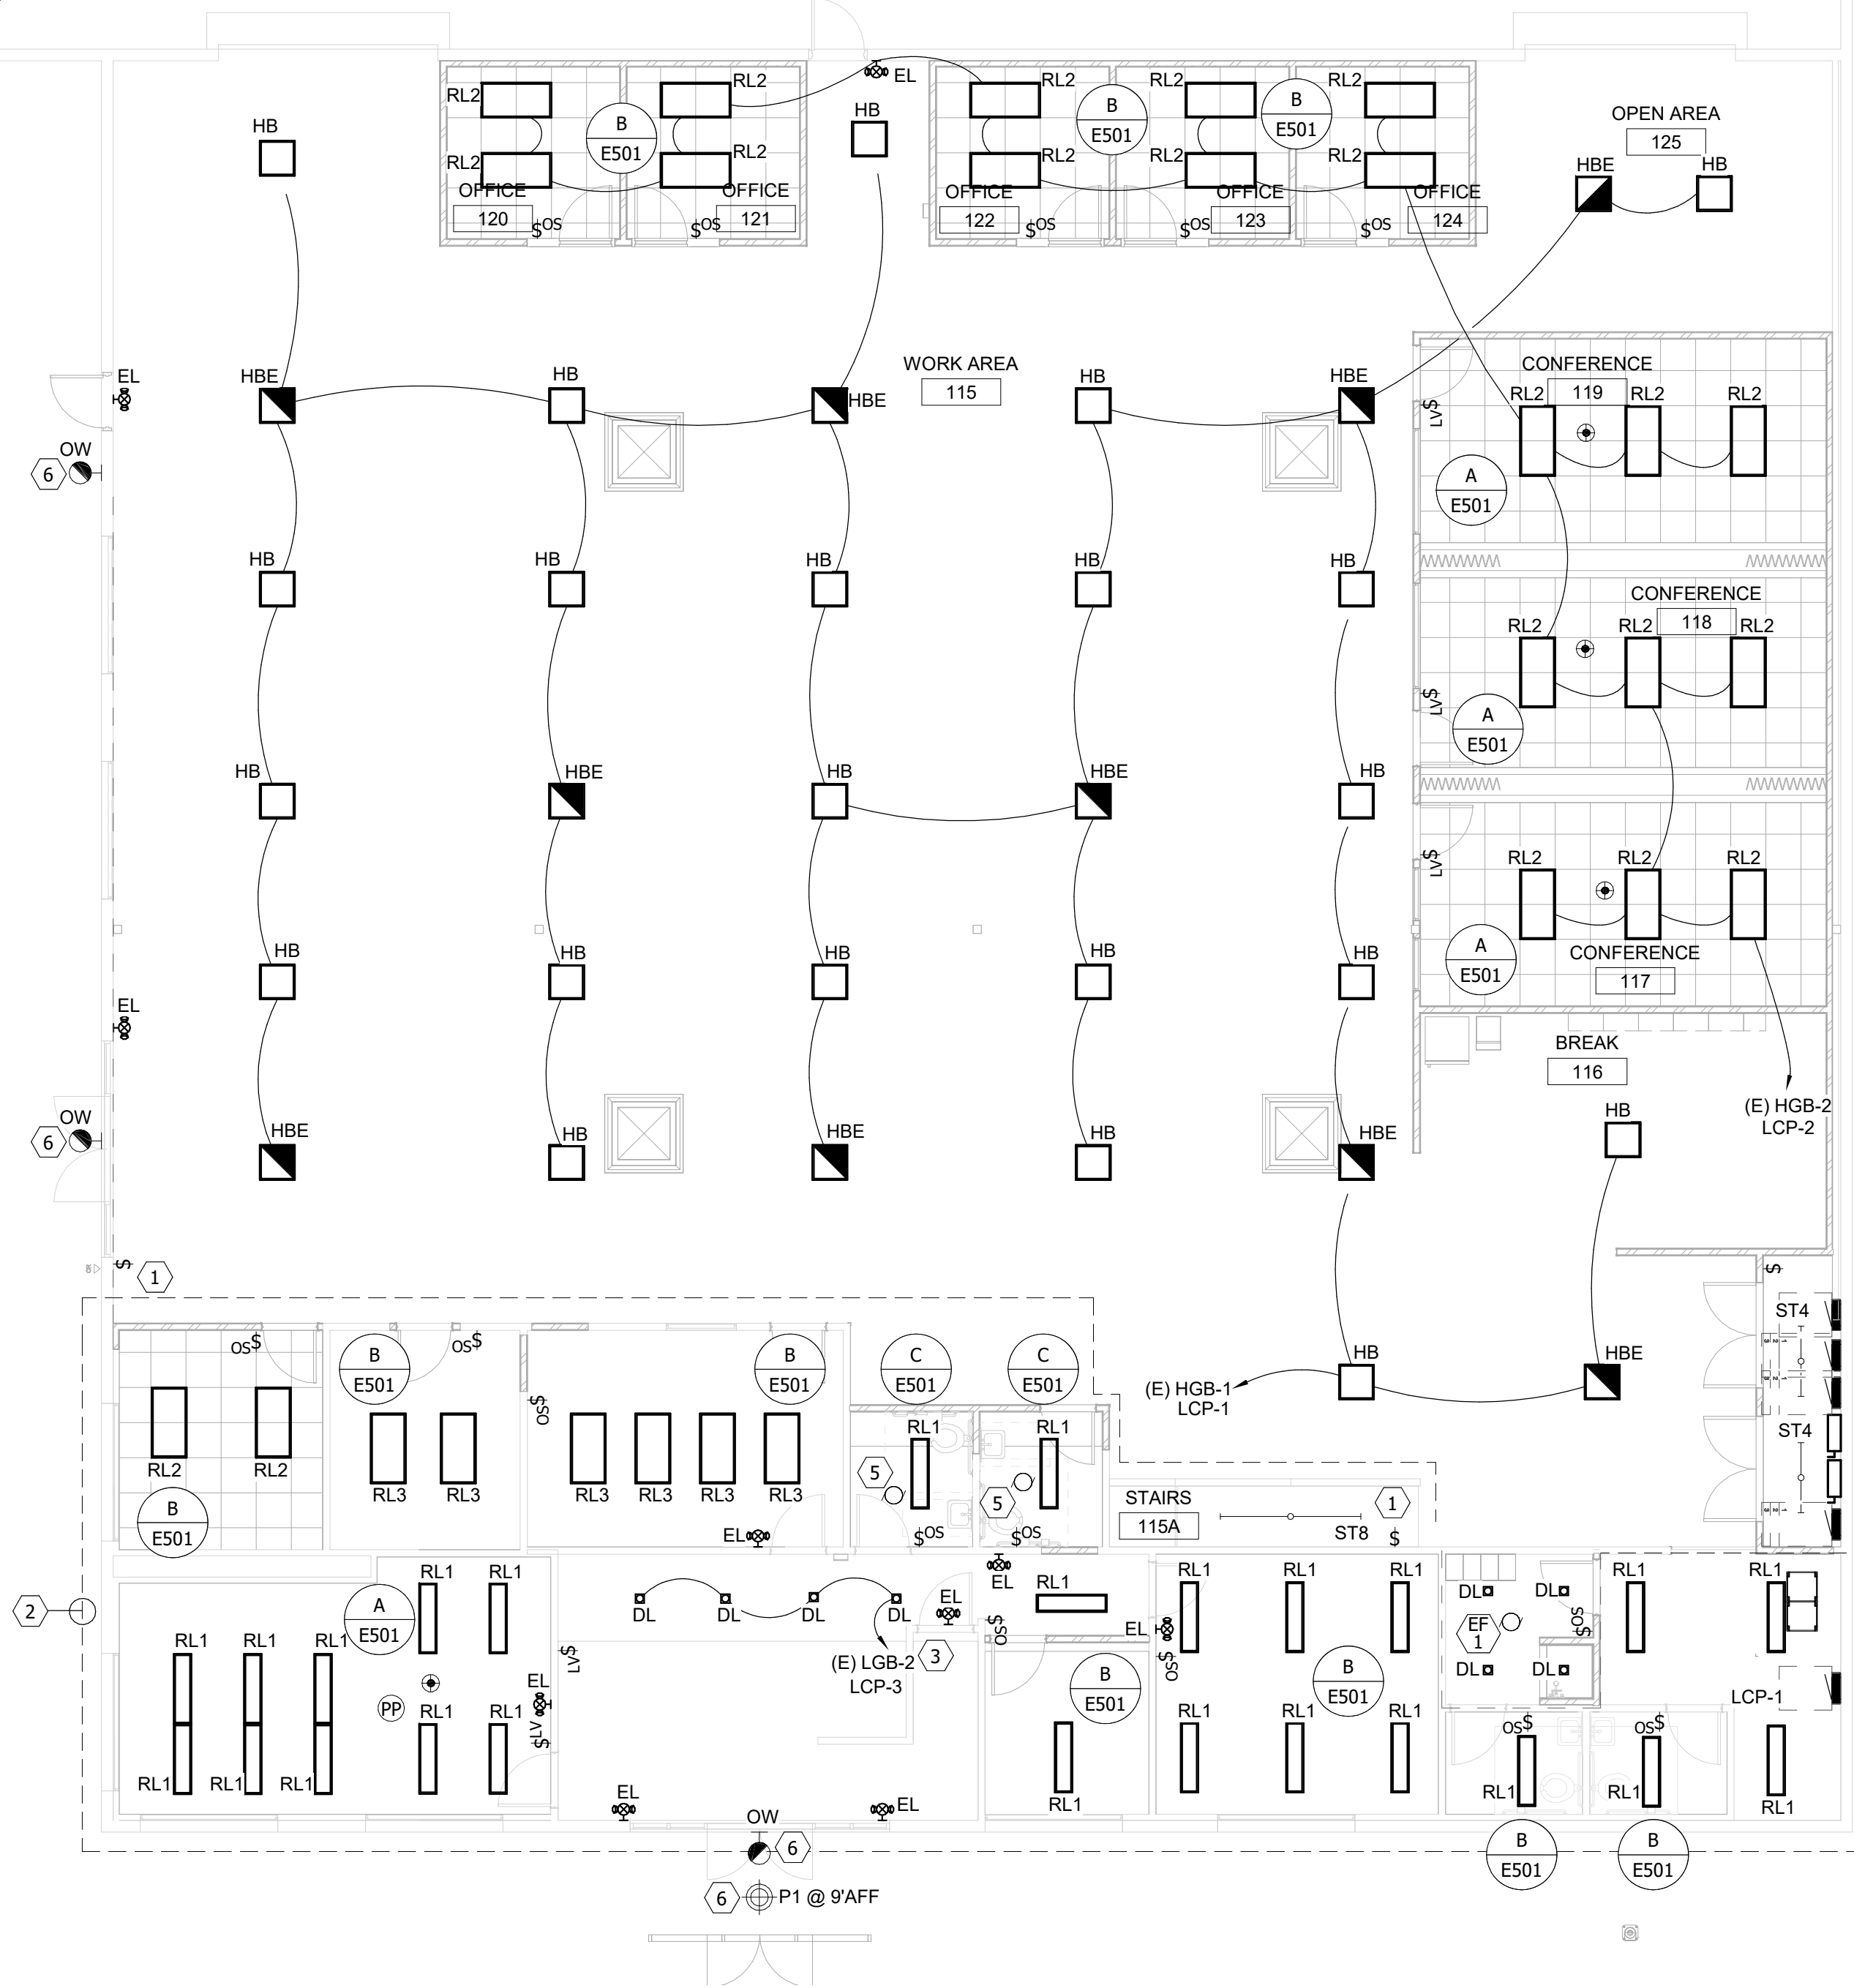 RL2
RL2
EL
RL2
RL2
RL2
HB
HB
B
E501
B
E501
B
E501
OPEN AREA
125
RL2
RL2
RL2
RL2
RL2
HBE
HB
OFFICE
120
OFFICE
121
OFFICE
122
OFFICE
123
OFFICE
124
$OS
$OS
$OS
$OS
$OS
WORK AREA
115
CONFERENCE
119
EL
HBE
HB
HBE
HB
HBE
RL2
RL2
RL2
LV$
OW
6
A
E501
HB
HB
HB
HB
HB
CONFERENCE
118
RL2
RL2
RL2
LV$
A
E501
HB
HBE
HB
HBE
HB
LV$
RL2
RL2
RL2
HB
HB
HB
HB
HB
A
E501
CONFERENCE
117
EL
BREAK
116
OW
6
HBE
HB
HBE
HB
HBE
HB
(E) HGB-2
LCP-2
$
1
$
ST4
OS$
B
E501
OS$
B
E501
C
E501
C
E501
HB
HBE
(E) HGB-1
LCP-1
OS$
RL1
RL1
ST4
RL2
RL2
RL3
RL3
RL3
RL3
RL3
RL3
5
5
STAIRS
115A
1
ST8
$
B
E501
EL
$OS
$OS
EL
RL1
RL1
RL1
RL1
RL1
RL1
RL1
RL1
DL
DL
2
A
E501
DL
DL
DL
DL
EL
OS$
EL
OS$
EF
1
RL1
RL1
RL1
LV$
(E) LGB-2
LCP-3
3
OS$
B
E501
B
E501
DL
DL
EL
PP
LCP-1
RL1
RL1
LV
$
RL1
RL1
RL1
OS$
OS$
RL1
RL1
RL1
EL
EL
RL1
RL1
RL1
RL1
OW
6
B
E501
B
E501
6
P1 @ 9'AFF